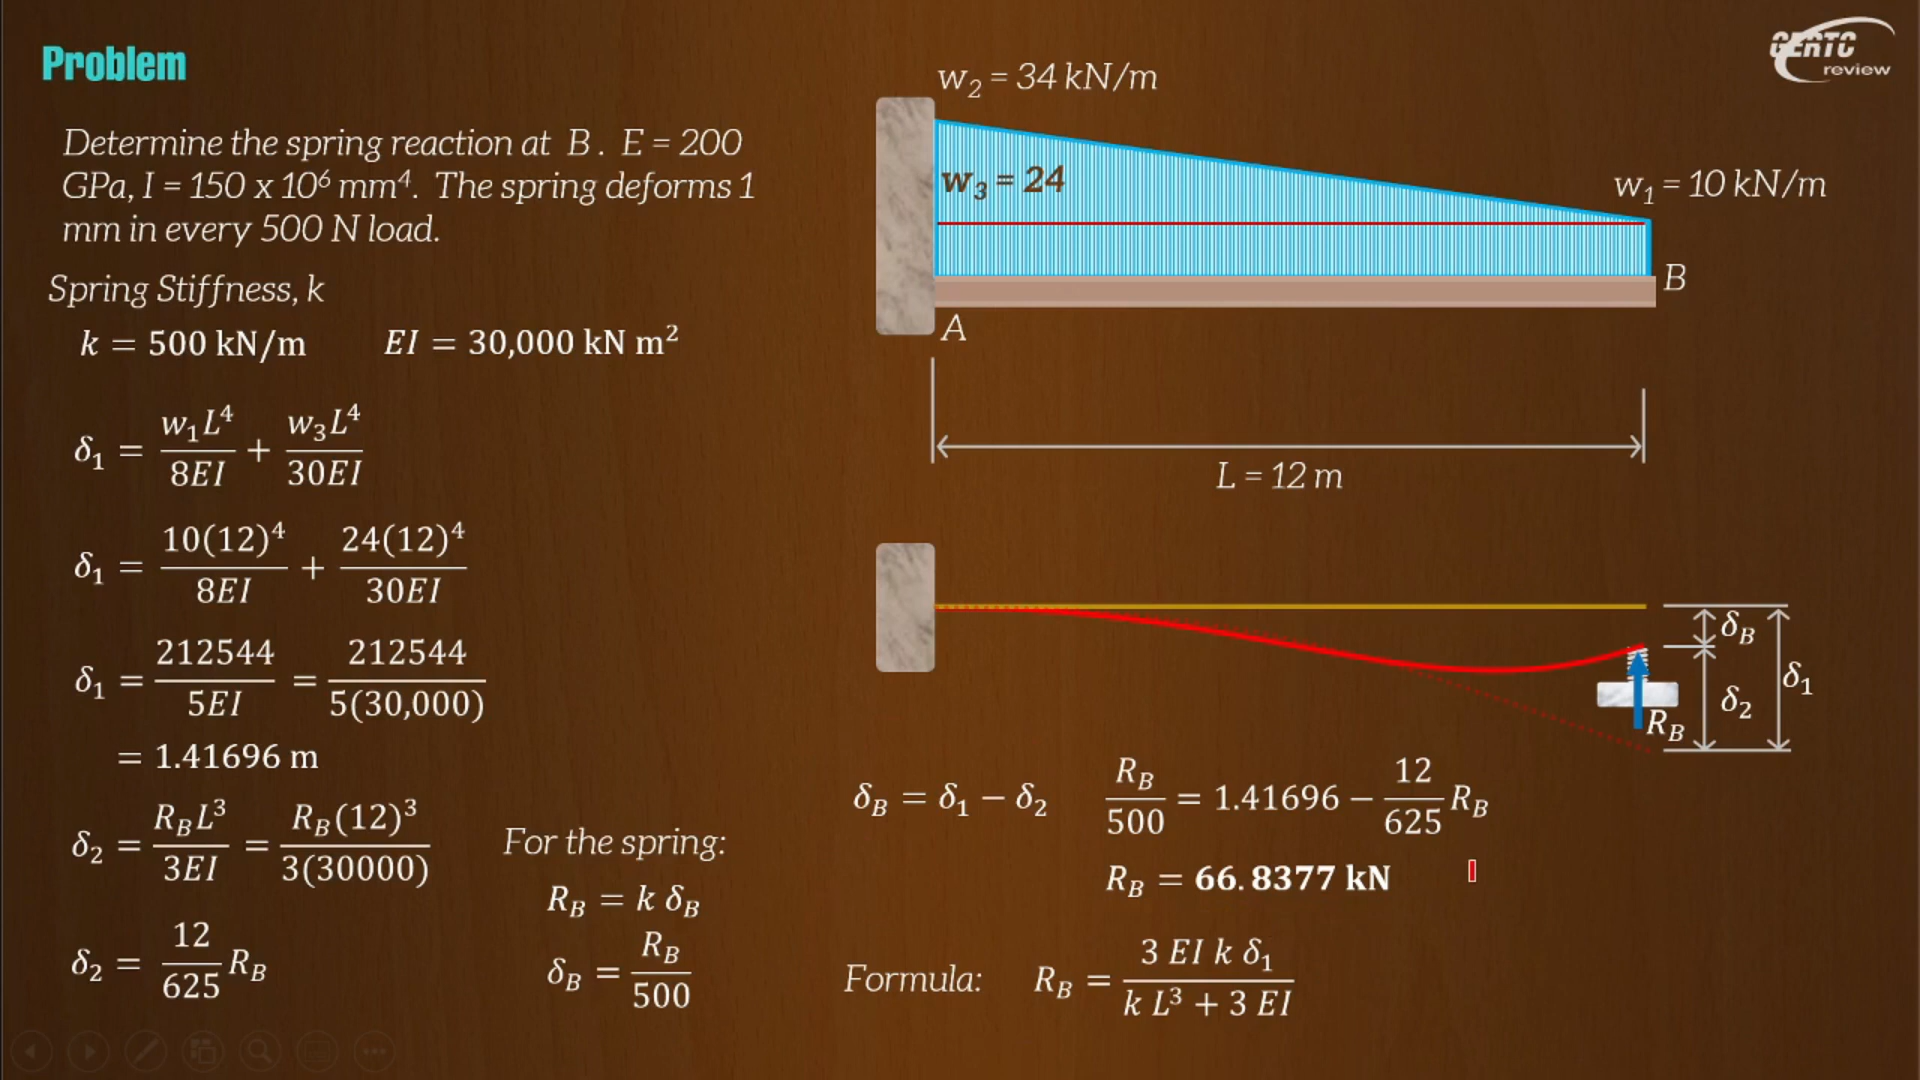 Problem
GERTC
review
Determine the spring reaction at B. E = 200
GPa, I = 150 x 10⁶ mm⁴. The spring deforms 1
mm in every 500 N load.
Spring Stiffness, k
k = 500 kN/m EI = 30,000 kN m²
δ₁ = w₁L⁴/8EI + w₃L⁴/30EI
δ₁ = 10(12)⁴/8EI + 24(12)⁴/30EI
δ₁ = 212544/5EI = 212544/5(30,000)
= 1.41696 m
δ₂ = R_B L³/3EI = R_B(12)³/3(30000)
δ₂ = 12/625 R_B
For the spring:
R_B = k δ_B
δ_B = R_B/500
w₂ = 34 kN/m
w₃ = 24
w₁ = 10 kN/m
B
A
L = 12 m
δ_B
δ₁
δ₂
R_B
δ_B = δ₁ − δ₂ R_B/500 = 1.41696 − 12/625 R_B
R_B = 66.8377 kN
Formula: R_B = 3 EI k δ₁/k L³ + 3 EI